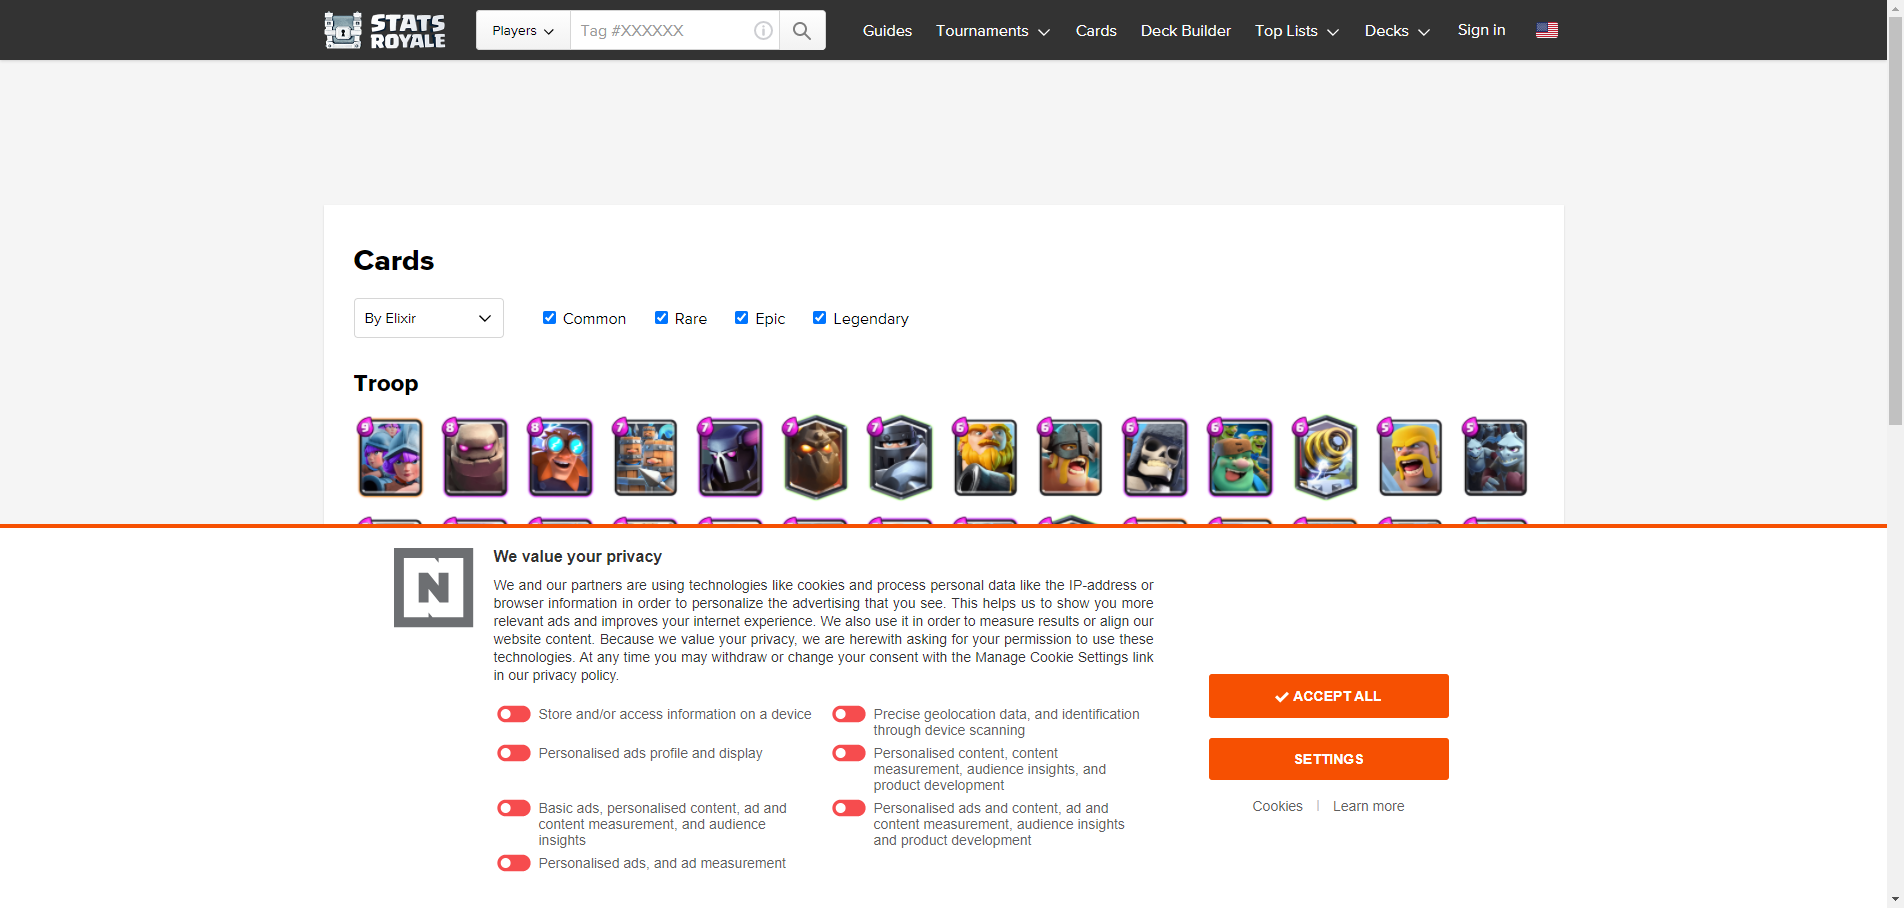 STATS ROYALE
Players
Tag #XXXXXX
Guides
Tournaments
Cards
Deck Builder
Top Lists
Decks
Sign in
Cards
By Elixir
Common
Rare
Epic
Legendary
Troop
9 8 8 7 7 7 7 6 6 6 6 6 5 5
N
We value your privacy
We and our partners are using technologies like cookies and process personal data like the IP-address or
browser information in order to personalize the advertising that you see. This helps us to show you more
relevant ads and improves your internet experience. We also use it in order to measure results or align our
website content. Because we value your privacy, we are herewith asking for your permission to use these
technologies. At any time you may withdraw or change your consent with the Manage Cookie Settings link
in our privacy policy.
Store and/or access information on a device
Precise geolocation data, and identification
through device scanning
Personalised ads profile and display
Personalised content, content
measurement, audience insights, and
product development
Basic ads, personalised content, ad and
content measurement, and audience
insights
Personalised ads and content, ad and
content measurement, audience insights
and product development
Personalised ads, and ad measurement
ACCEPT ALL
SETTINGS
Cookies | Learn more